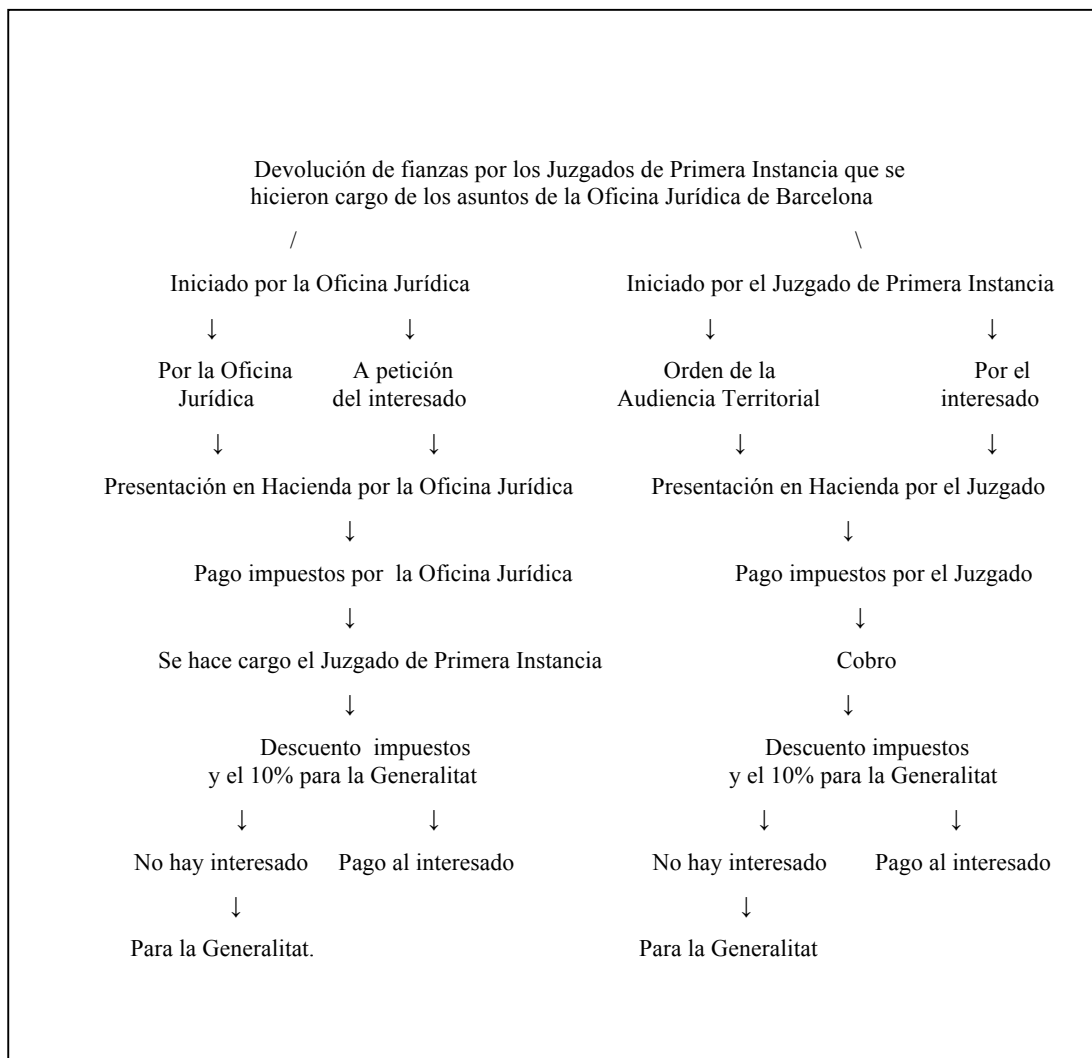 Devolución de fianzas por los Juzgados de Primera Instancia que se
hicieron cargo de los asuntos de la Oficina Jurídica de Barcelona
/ \
Iniciado por la Oficina Jurídica Iniciado por el Juzgado de Primera Instancia
↓ ↓ ↓ ↓
Por la Oficina A petición Orden de la Por el
Jurídica del interesado Audiencia Territorial interesado
↓ ↓ ↓ ↓
Presentación en Hacienda por la Oficina Jurídica Presentación en Hacienda por el Juzgado
↓ ↓
Pago impuestos por la Oficina Jurídica Pago impuestos por el Juzgado
↓ ↓
Se hace cargo el Juzgado de Primera Instancia Cobro
↓ ↓
Descuento impuestos Descuento impuestos
y el 10% para la Generalitat y el 10% para la Generalitat
↓ ↓ ↓ ↓
No hay interesado Pago al interesado No hay interesado Pago al interesado
↓ ↓
Para la Generalitat. Para la Generalitat